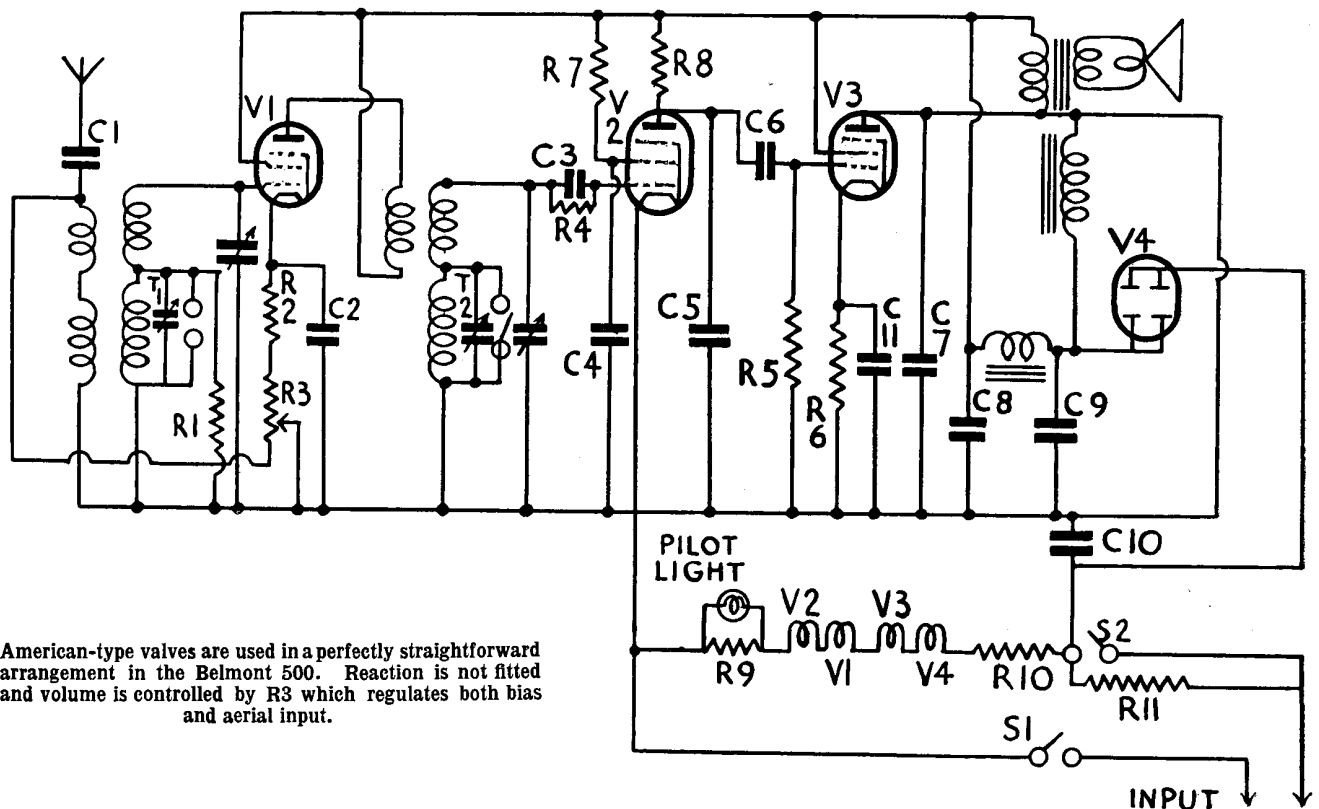 C1
V1
R7
V
2
R8
C6
V3
V4
C3
R4
T1
R
2
C2
T
2
R1
R3
C4
C5
R5
R
6
C
11
C
7
C8
C9
C10
PILOT
LIGHT
V2
V3
S2
R9
V1
V4
R10
R11
S1
INPUT
American-type valves are used in a perfectly straightforward
arrangement in the Belmont 500. Reaction is not fitted
and volume is controlled by R3 which regulates both bias
and aerial input.